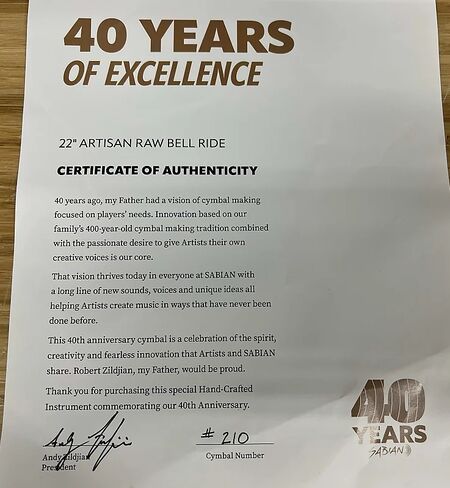 40 YEARS
OF EXCELLENCE
22" ARTISAN RAW BELL RIDE
CERTIFICATE OF AUTHENTICITY
40 years ago, my Father had a vision of cymbal making
focused on players' needs. Innovation based on our
family's 400-year-old cymbal making tradition combined
with the passionate desire to give Artists their own
creative voices is our core.
That vision thrives today in everyone at SABIAN with
a long line of new sounds, voices and unique ideas all
helping Artists create music in ways that have never been
done before.
This 40th anniversary cymbal is a celebration of the spirit,
creativity and fearless innovation that Artists and SABIAN
share. Robert Zildjian, my Father, would be proud.
Thank you for purchasing this special Hand-Crafted
Instrument commemorating our 40th Anniversary.
Andy Zildjian
# 210
Andy Zildjian
President
Cymbal Number
40
YEARS
SABIAN